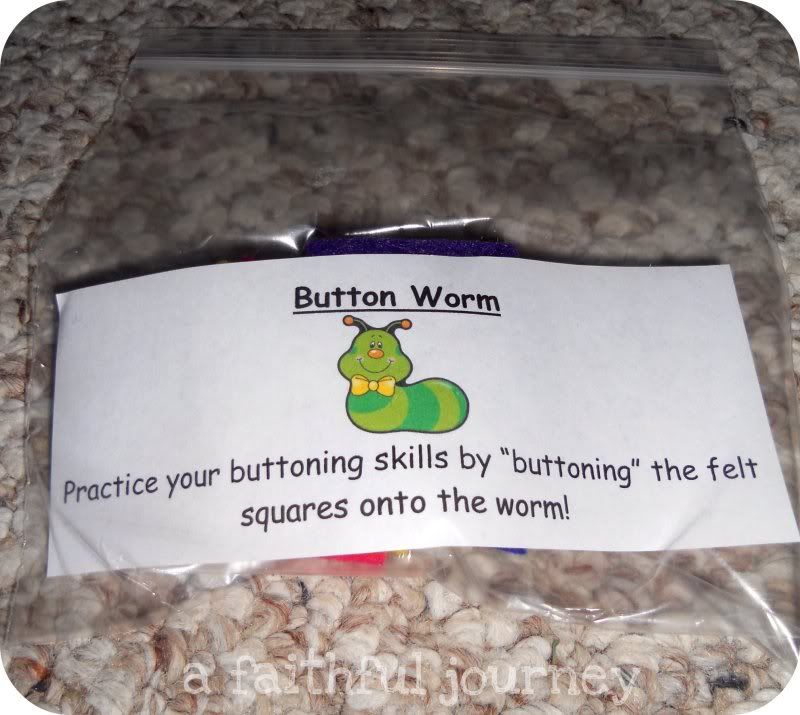 Button Worm
Practice your buttoning skills by "buttoning" the felt
squares onto the worm!
a faithful journey